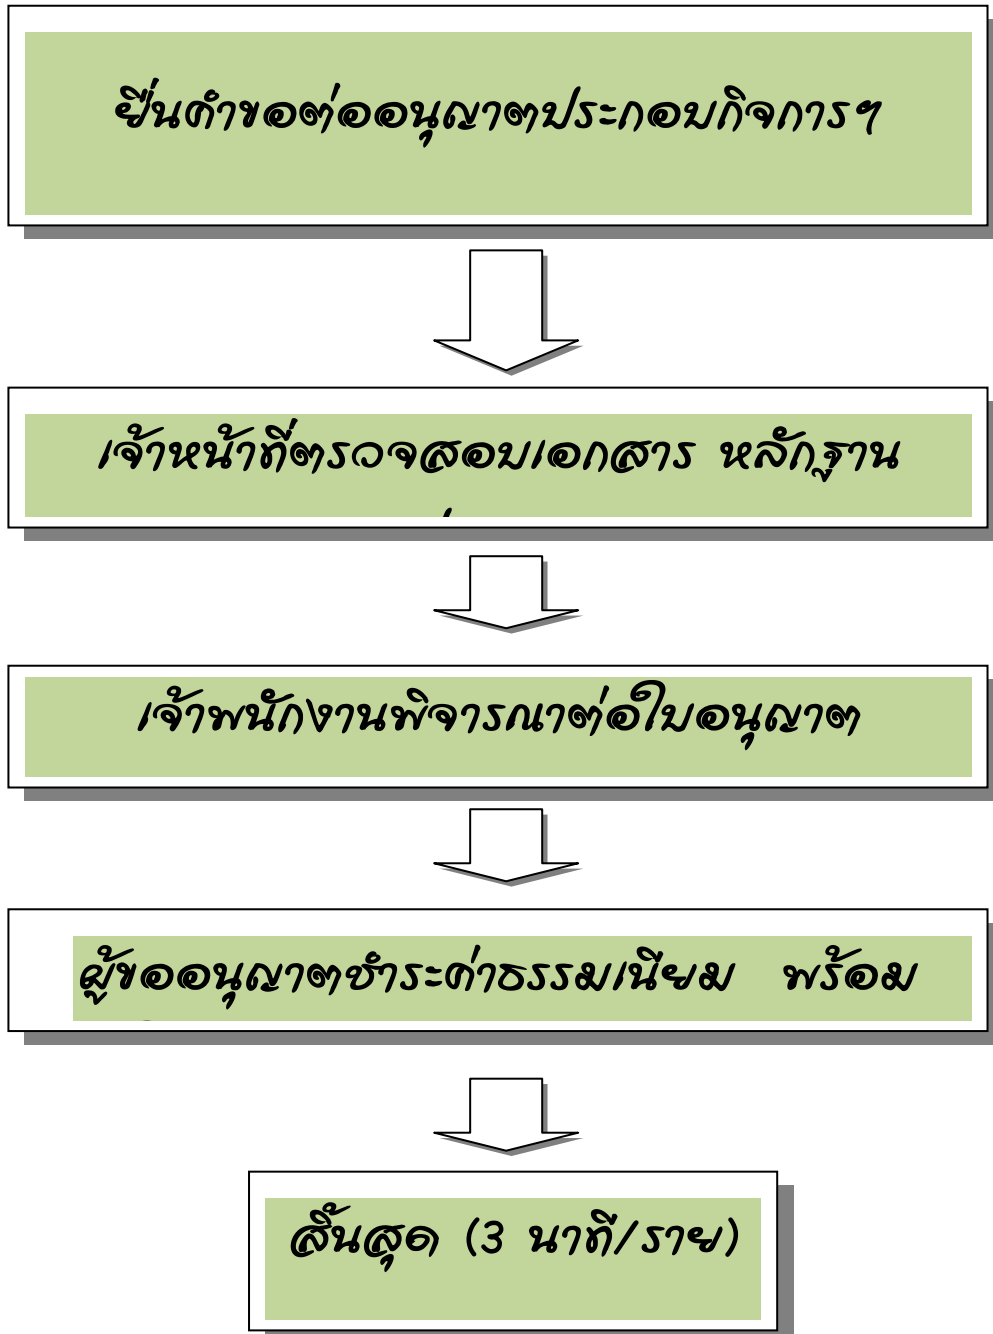 ยื่นคำขอต่ออนุญาตประกอบกิจการฯ
เจ้าหน้าที่ตรวจสอบเอกสาร หลักฐาน
เจ้าพนักงานพิจารณาต่อใบอนุญาต
ผู้ขออนุญาตชำระค่าธรรมเนียม พร้อม
สิ้นสุด (3 นาที/ราย)